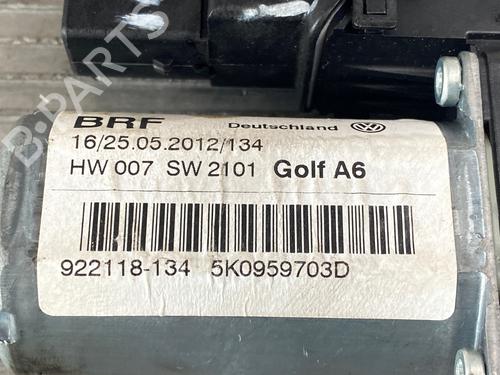 BRF Deutschland
16/25.05.2012/134
HW 007 SW 2101 Golf A6
922118-134 5K0959703D
B-PARTS